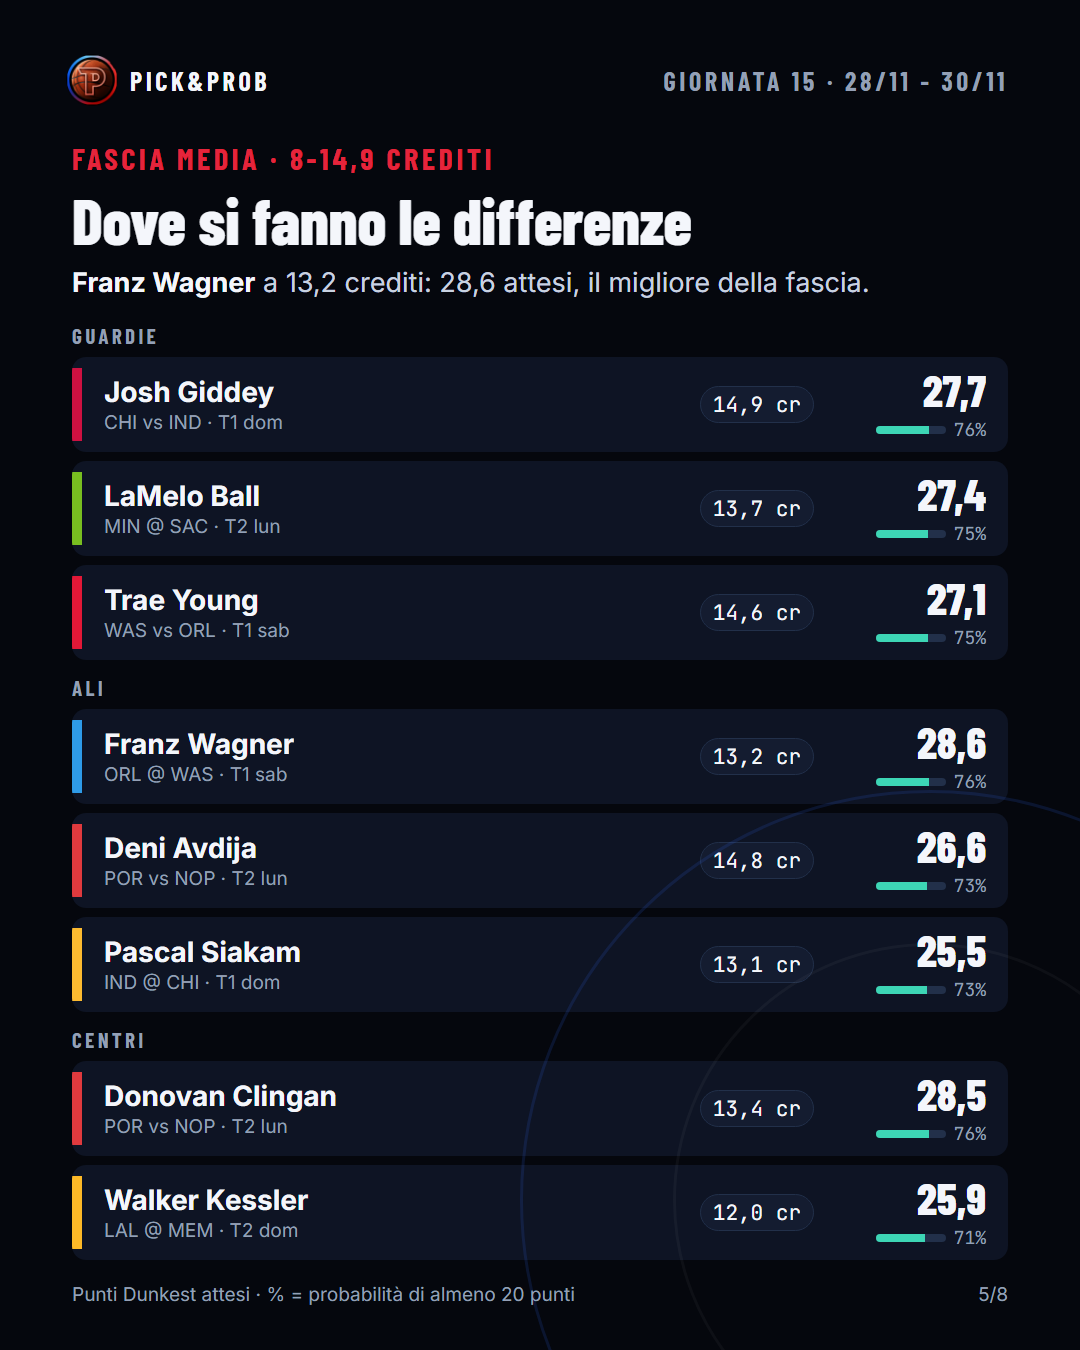 PICK&PROB
GIORNATA 15 · 28/11 - 30/11
FASCIA MEDIA · 8-14,9 CREDITI
Dove si fanno le differenze
Franz Wagner a 13,2 crediti: 28,6 attesi, il migliore della fascia.
GUARDIE
Josh Giddey
CHI vs IND · T1 dom
14,9 cr
27,7
76%
LaMelo Ball
MIN @ SAC · T2 lun
13,7 cr
27,4
75%
Trae Young
WAS vs ORL · T1 sab
14,6 cr
27,1
75%
ALI
Franz Wagner
ORL @ WAS · T1 sab
13,2 cr
28,6
76%
Deni Avdija
POR vs NOP · T2 lun
14,8 cr
26,6
73%
Pascal Siakam
IND @ CHI · T1 dom
13,1 cr
25,5
73%
CENTRI
Donovan Clingan
POR vs NOP · T2 lun
13,4 cr
28,5
76%
Walker Kessler
LAL @ MEM · T2 dom
12,0 cr
25,9
71%
Punti Dunkest attesi · % = probabilità di almeno 20 punti
5/8